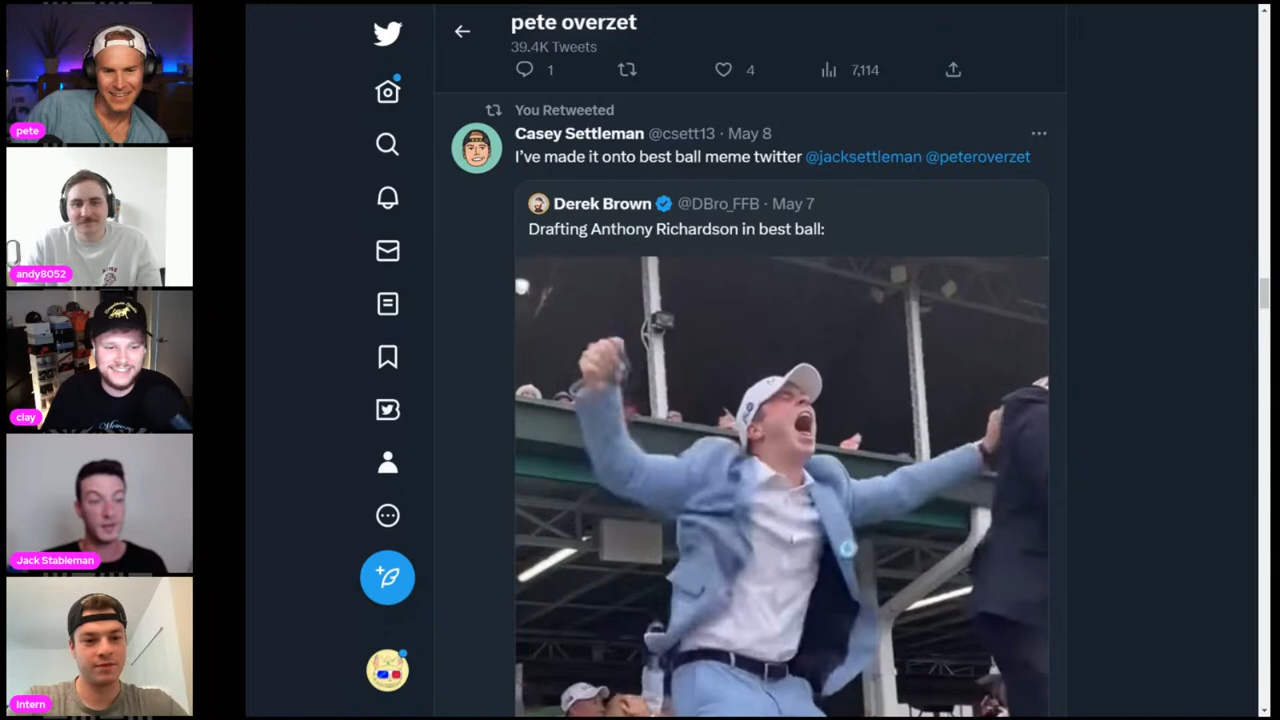 pete overzet
39.4K Tweets
1
4
7,114
You Retweeted
Casey Settleman @csett13 · May 8
I've made it onto best ball meme twitter @jacksettleman @peteroverzet
Derek Brown @DBro_FFB · May 7
Drafting Anthony Richardson in best ball:
pete
andy8052
clay
Jack Stableman
intern